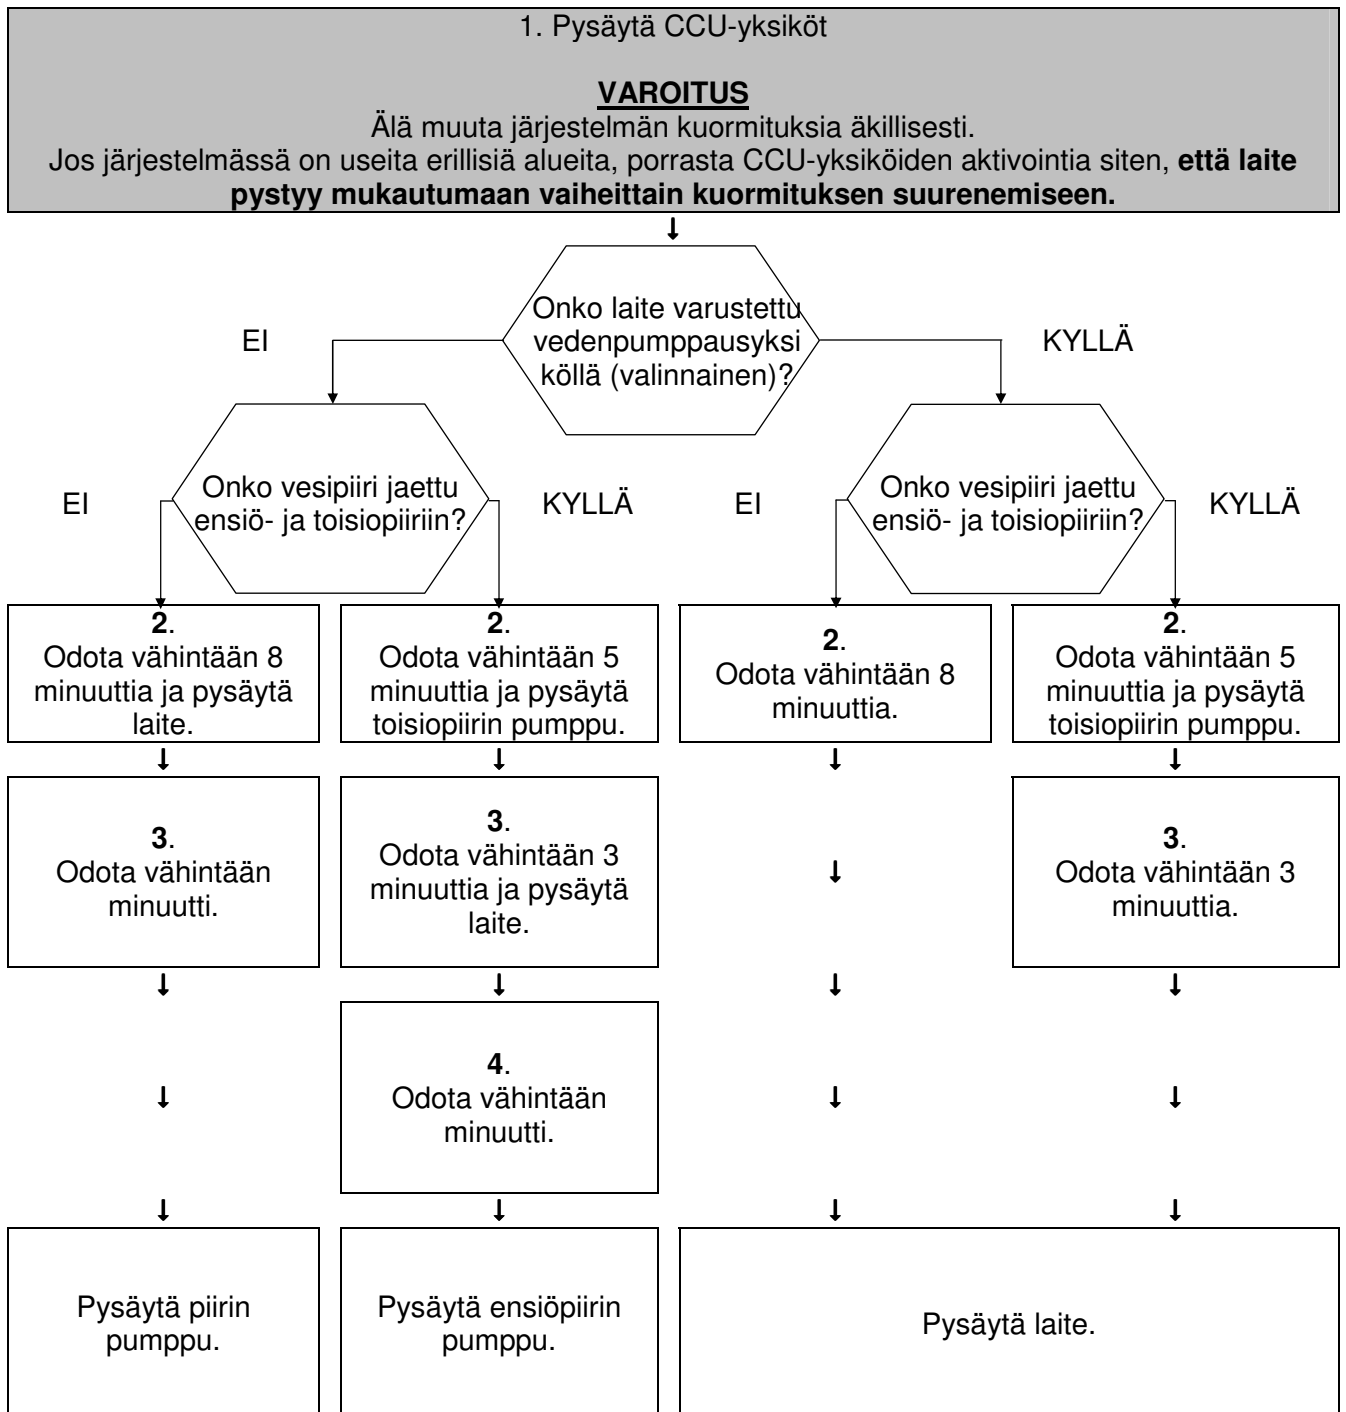 1. Pysäytä CCU-yksiköt
VAROITUS
Älä muuta järjestelmän kuormituksia äkillisesti.
Jos järjestelmässä on useita erillisiä alueita, porrasta CCU-yksiköiden aktivointia siten, että laite
pystyy mukautumaan vaiheittain kuormituksen suurenemiseen.
↓
Onko laite varustettu
vedenpumppausyksi
köllä (valinnainen)?
EI
KYLLÄ
Onko vesipiiri jaettu
ensiö- ja toisiopiiriin?
EI
KYLLÄ
Onko vesipiiri jaettu
ensiö- ja toisiopiiriin?
EI
KYLLÄ
2.
Odota vähintään 8
minuuttia ja pysäytä
laite.
2.
Odota vähintään 5
minuuttia ja pysäytä
toisiopiirin pumppu.
2.
Odota vähintään 8
minuuttia.
2.
Odota vähintään 5
minuuttia ja pysäytä
toisiopiirin pumppu.
↓ ↓ ↓ ↓
3.
Odota vähintään
minuutti.
3.
Odota vähintään 3
minuuttia ja pysäytä
laite.
↓
3.
Odota vähintään 3
minuuttia.
↓ ↓ ↓ ↓
↓
4.
Odota vähintään
minuutti.
↓ ↓
↓ ↓ ↓ ↓
Pysäytä piirin
pumppu.
Pysäytä ensiöpiirin
pumppu.
Pysäytä laite.